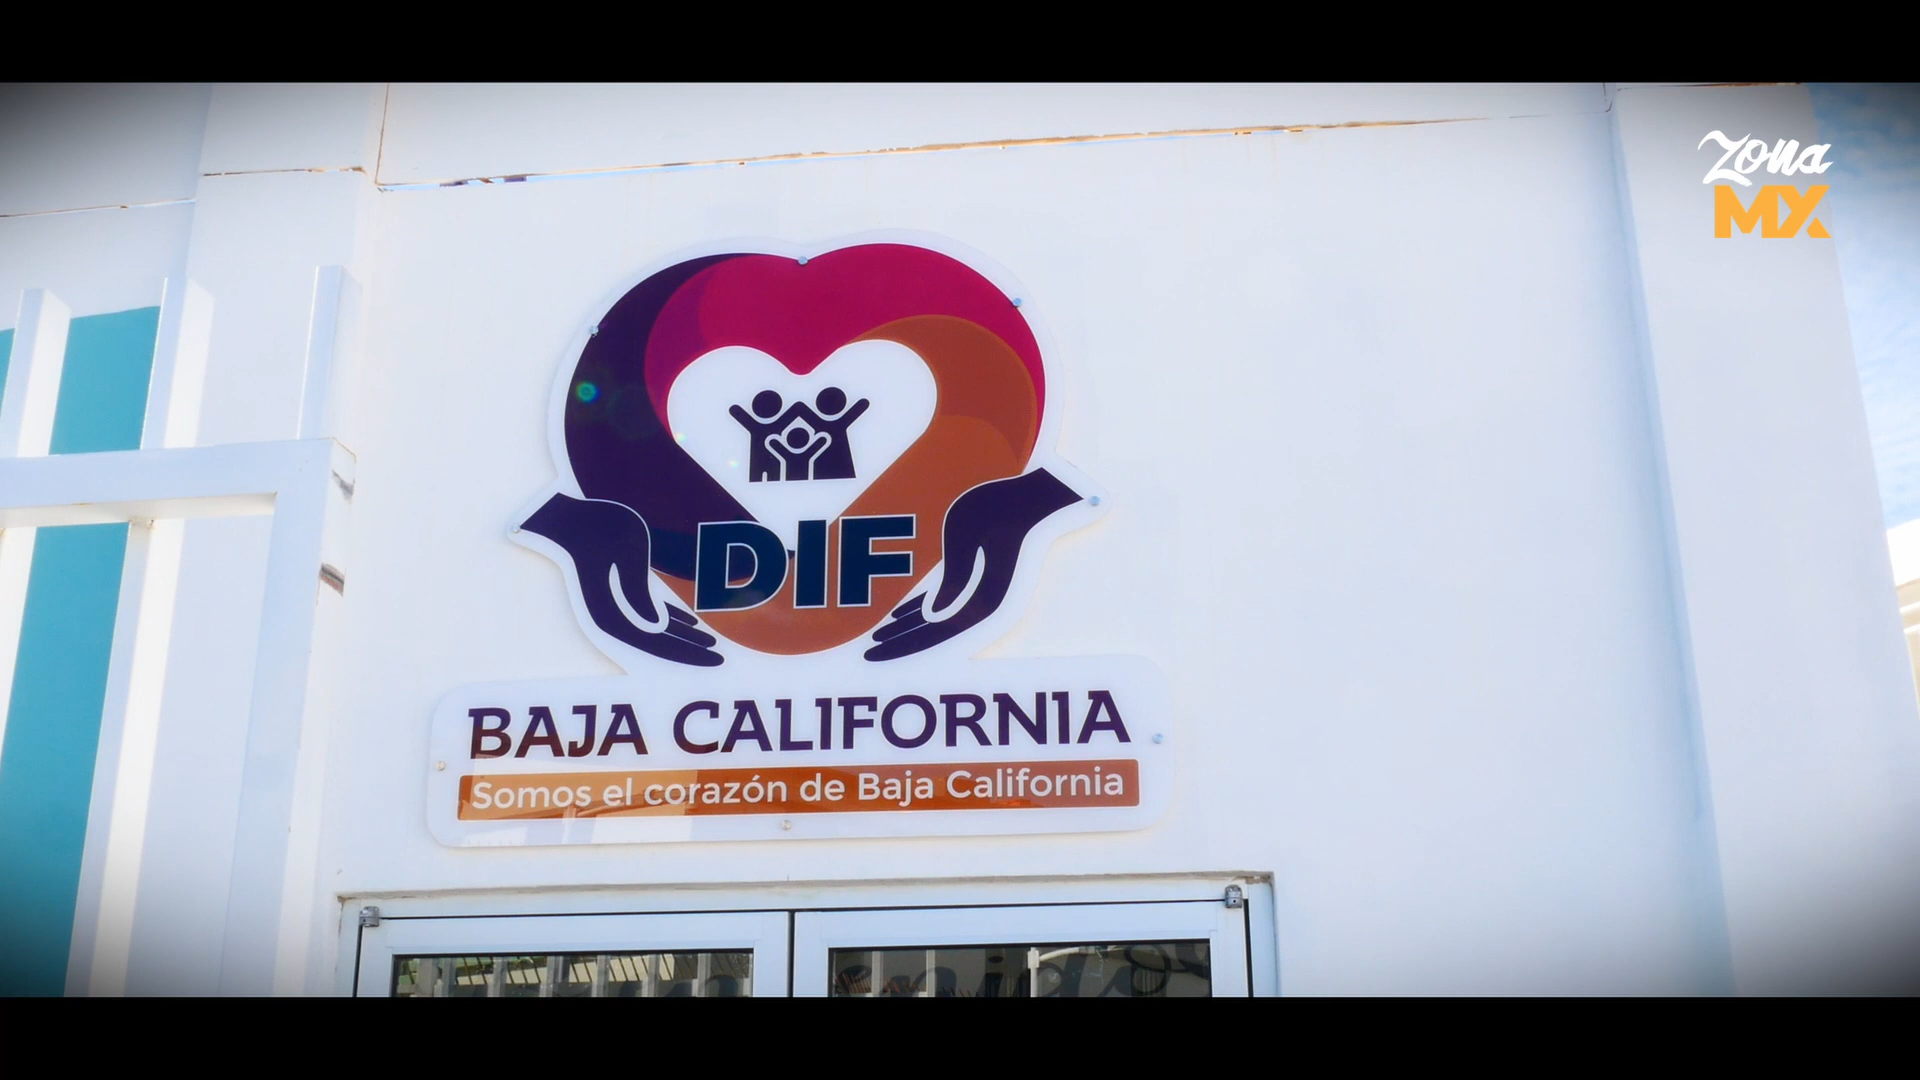 Zona
MX
DIF
BAJA CALIFORNIA
Somos el corazón de Baja California